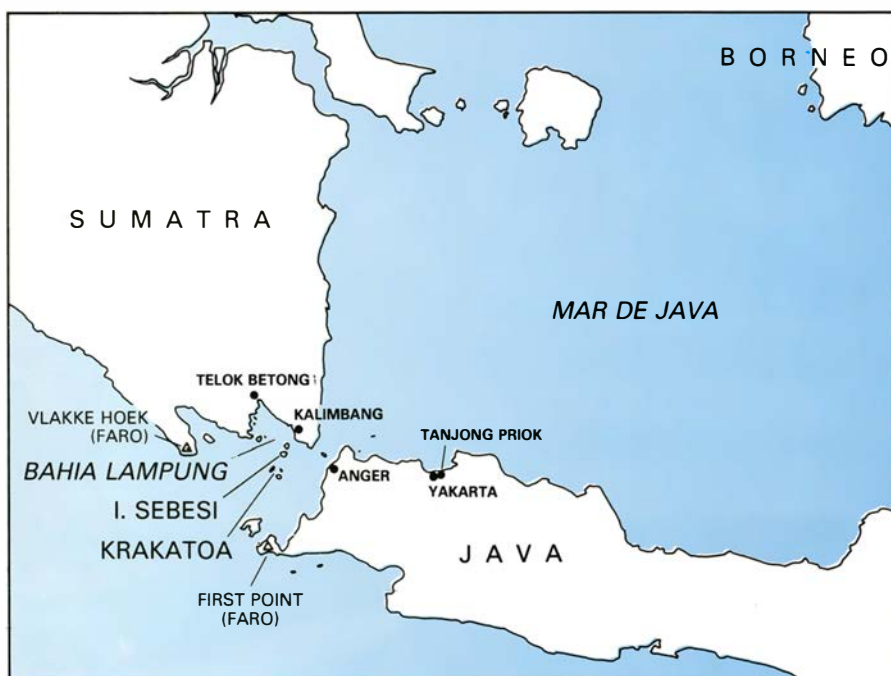 BORNEO
SUMATRA
MAR DE JAVA
TELOK BETONG
VLAKKE HOEK
(FARO)
KALIMBANG
TANJONG PRIOK
BAHIA LAMPUNG
ANGER
YAKARTA
I. SEBESI
KRAKATOA
JAVA
FIRST POINT
(FARO)